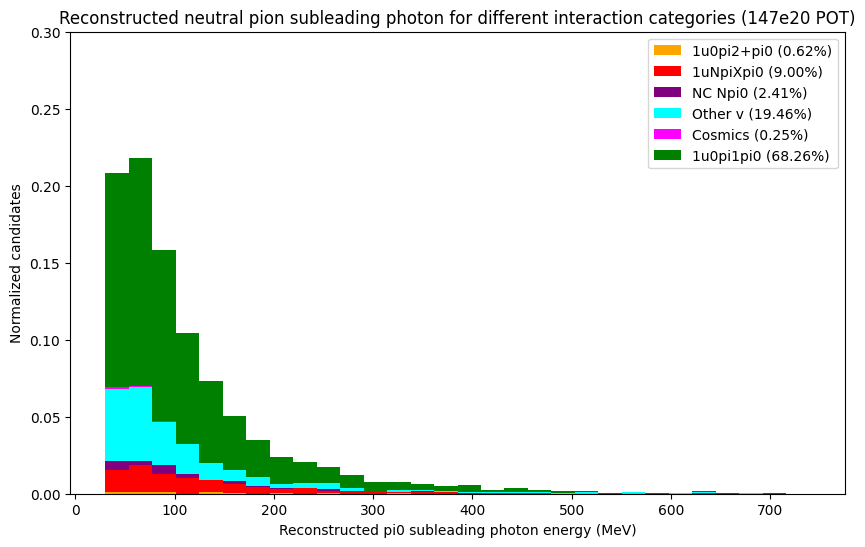 Reconstructed neutral pion subleading photon for different interaction categories (147e20 POT)
0.30
0.25
0.20
0.15
0.10
0.05
0.00
Normalized candidates
1u0pi2+pi0 (0.62%)
1uNpiXpi0 (9.00%)
NC Npi0 (2.41%)
Other v (19.46%)
Cosmics (0.25%)
1u0pi1pi0 (68.26%)
0 100 200 300 400 500 600 700
Reconstructed pi0 subleading photon energy (MeV)